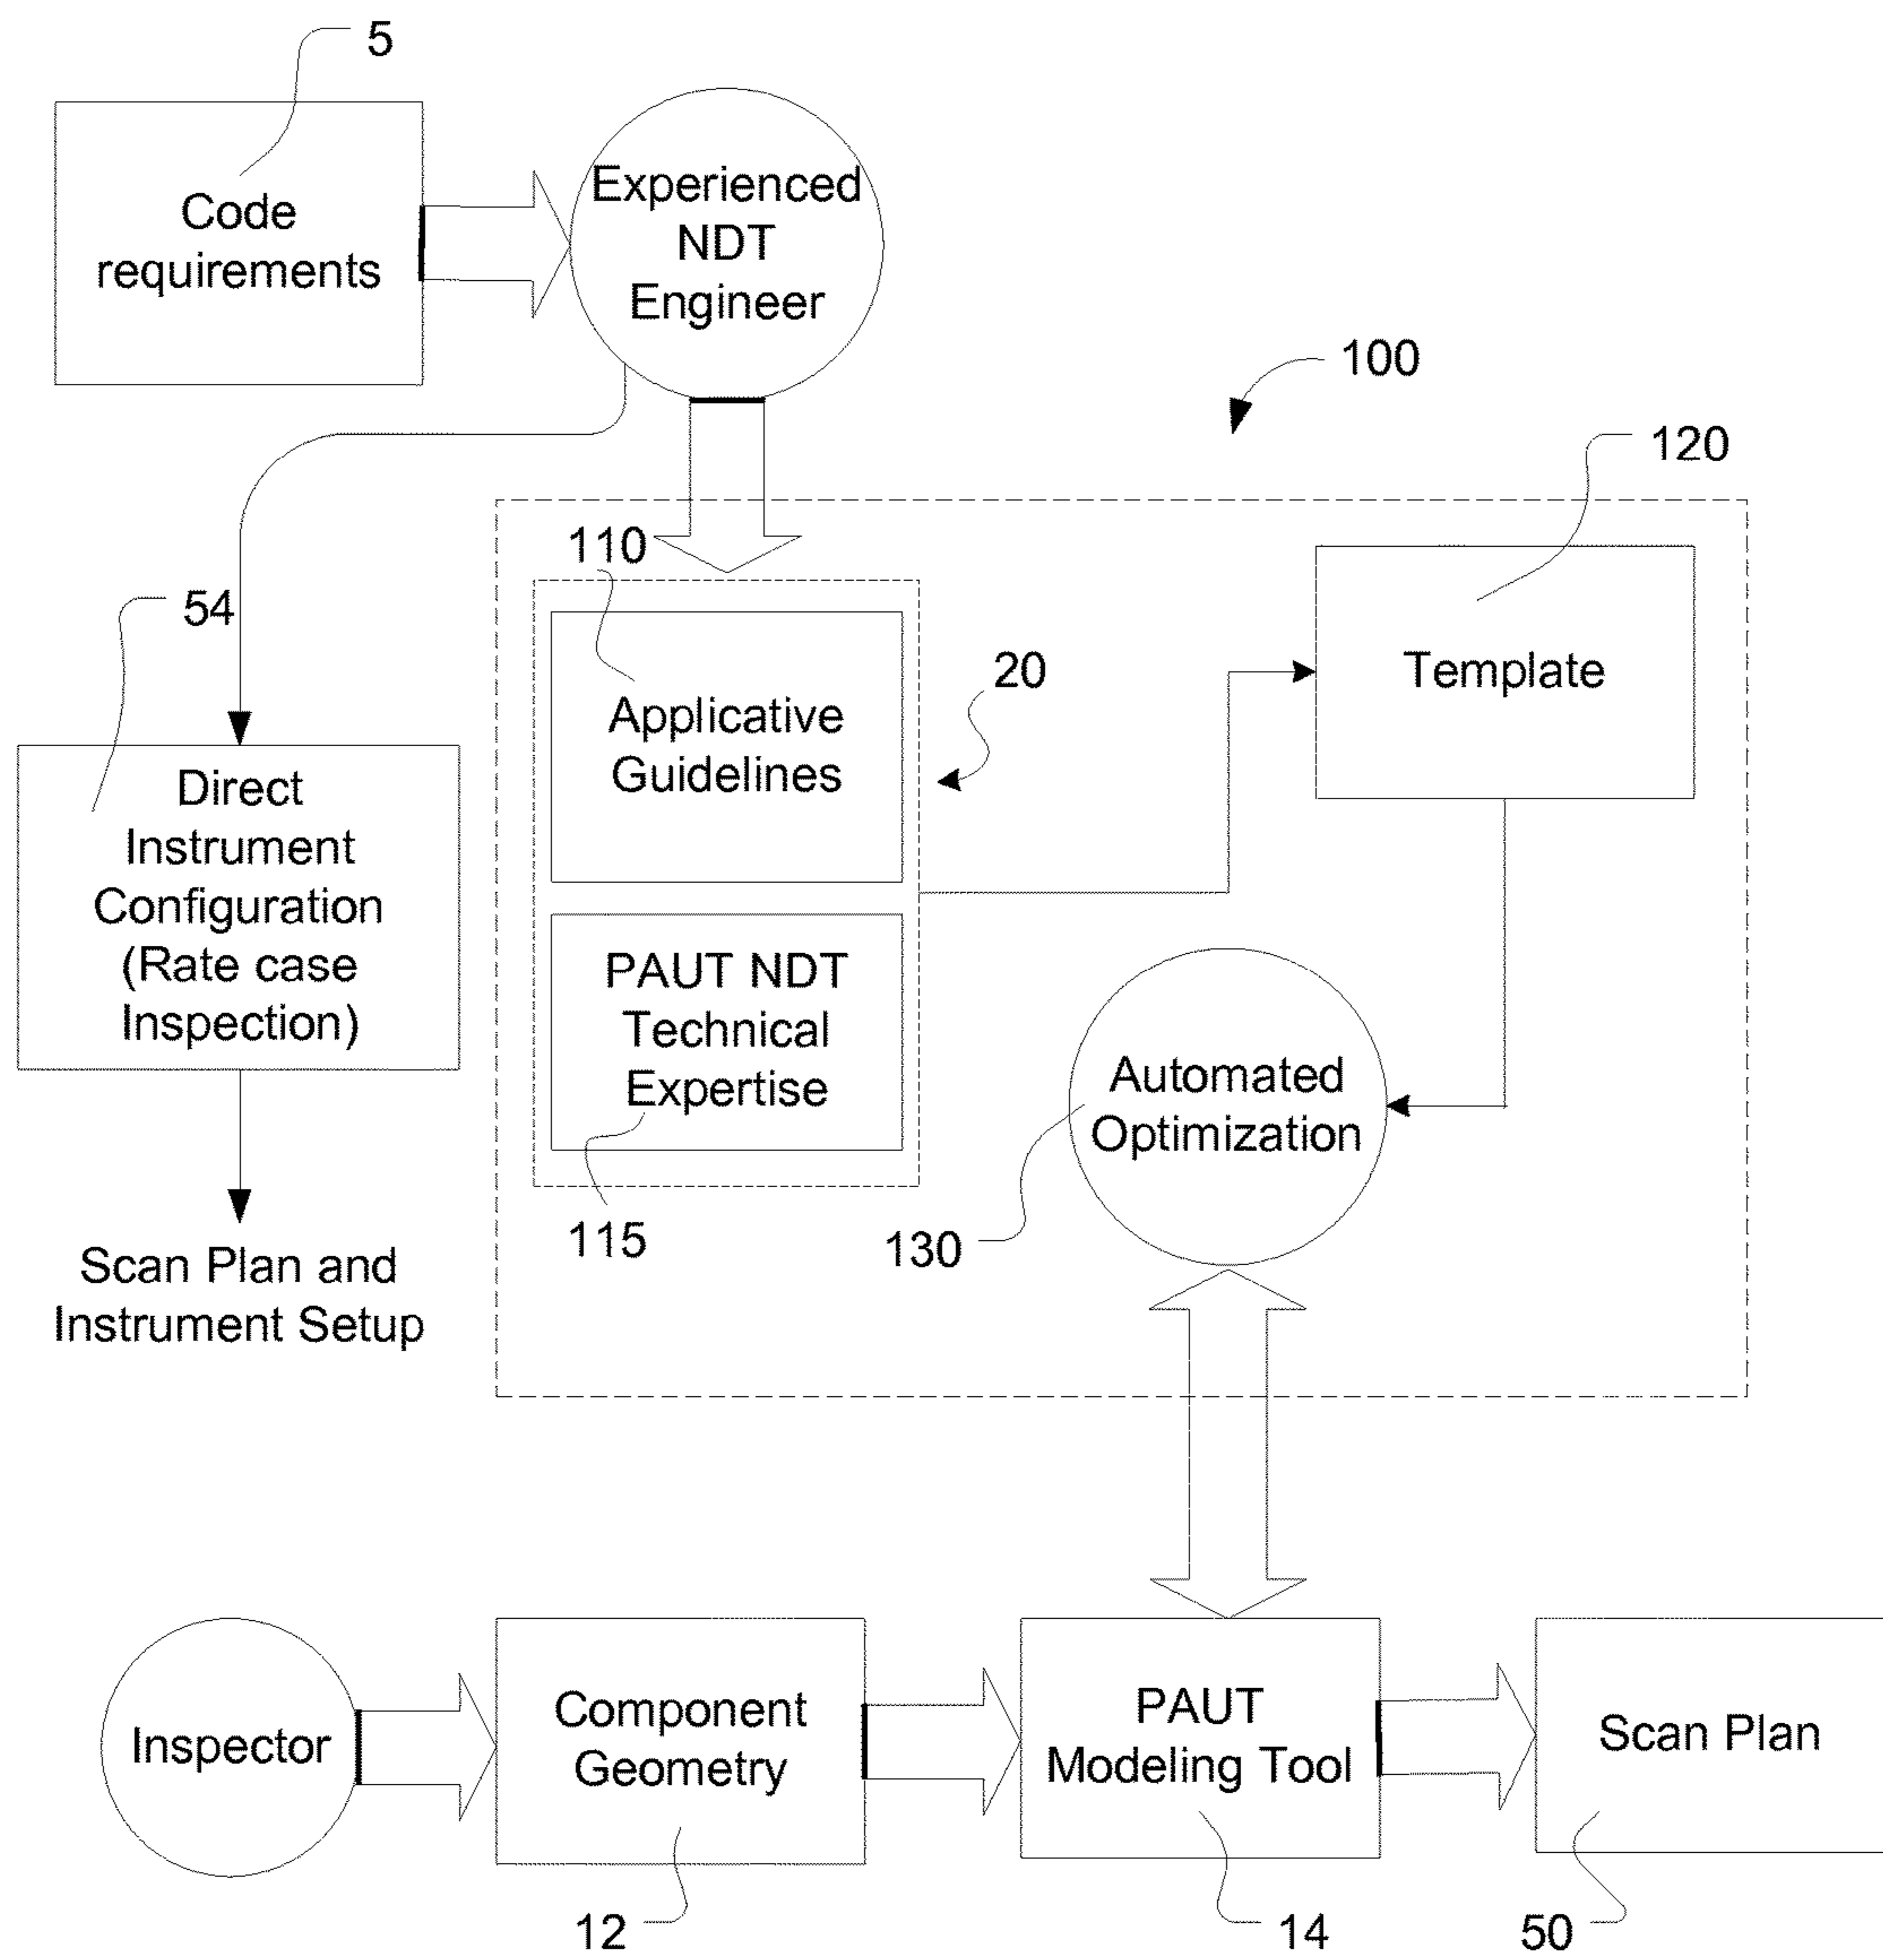 5
Code
requirements
Experienced
NDT
Engineer
100
120
110
54
Applicative
Guidelines
20
Template
Direct
Instrument
Configuration
(Rate case
Inspection)
PAUT NDT
Technical
Expertise
Automated
Optimization
115
130
Scan Plan and
Instrument Setup
Inspector
Component
Geometry
PAUT
Modeling Tool
Scan Plan
12
14
50